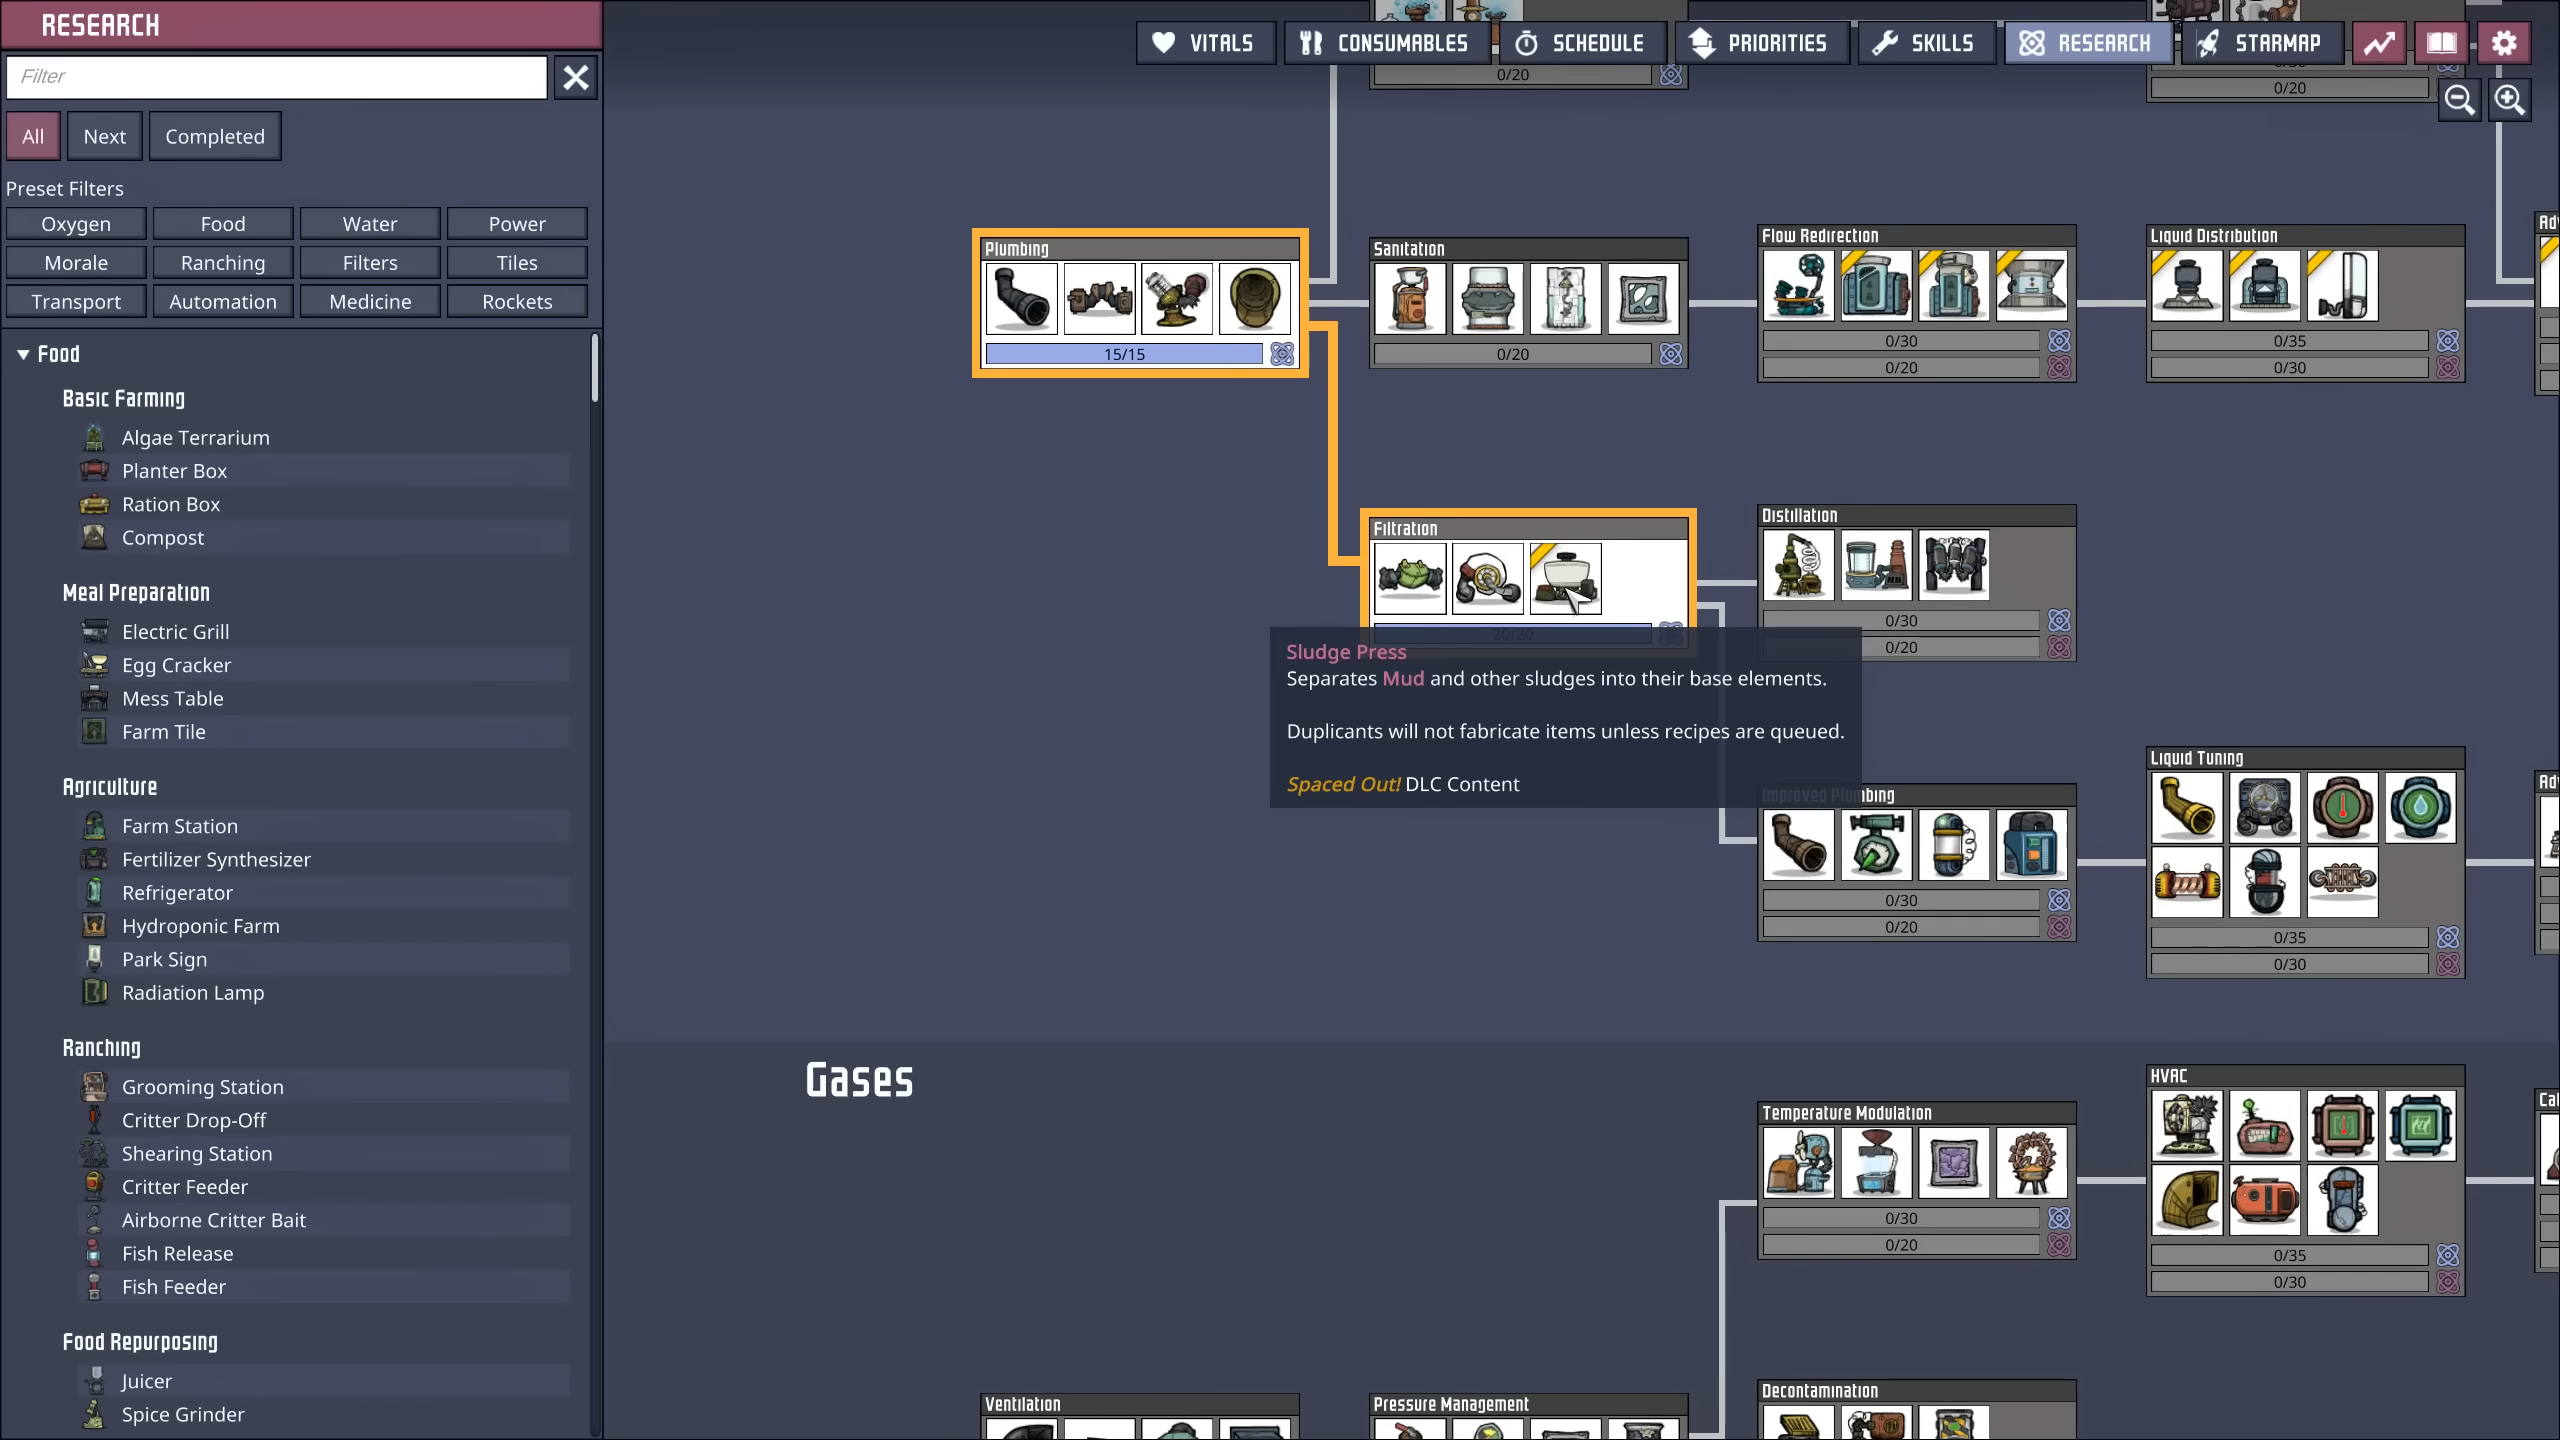 RESEARCH
VITALS
CONSUMABLES
SCHEDULE
PRIORITIES
SKILLS
RESEARCH
STARMAP
Filter
0/20
0/20
All
Next
Completed
Preset Filters
Oxygen
Food
Water
Power
Morale
Ranching
Filters
Tiles
Transport
Automation
Medicine
Rockets
Food
Basic Farming
Algae Terrarium
Planter Box
Ration Box
Compost
Meal Preparation
Electric Grill
Egg Cracker
Mess Table
Farm Tile
Agriculture
Farm Station
Fertilizer Synthesizer
Refrigerator
Hydroponic Farm
Park Sign
Radiation Lamp
Ranching
Grooming Station
Critter Drop-Off
Shearing Station
Critter Feeder
Airborne Critter Bait
Fish Release
Fish Feeder
Food Repurposing
Juicer
Spice Grinder
Plumbing
15/15
Sanitation
0/20
Flow Redirection
0/30
0/20
Liquid Distribution
0/35
0/30
Filtration
20/20
Distillation
0/30
0/20
Sludge Press
Separates Mud and other sludges into their base elements.
Duplicants will not fabricate items unless recipes are queued.
Spaced Out! DLC Content
Improved Plumbing
0/30
0/20
Liquid Tuning
0/35
0/30
Gases
Temperature Modulation
0/30
0/20
HVAC
0/35
0/30
Ventilation
Pressure Management
Decontamination